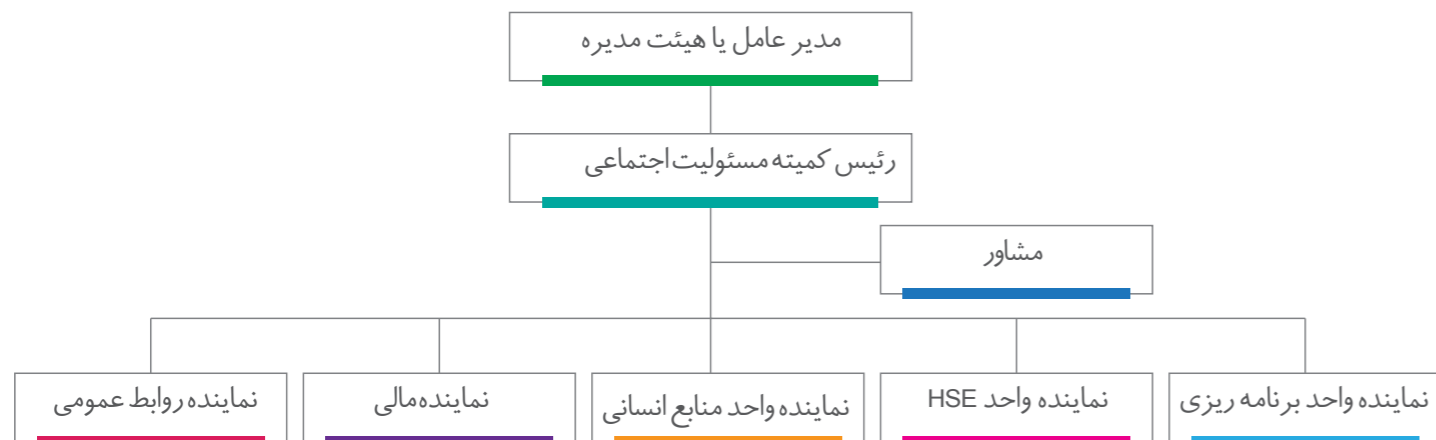 مدیر عامل یا هیئت مدیره
رئیس کمیته مسئولیت اجتماعی
مشاور
نماینده واحد برنامه ریزی
نماینده واحد HSE
نماینده واحد منابع انسانی
نماینده مالی
نماینده روابط عمومی